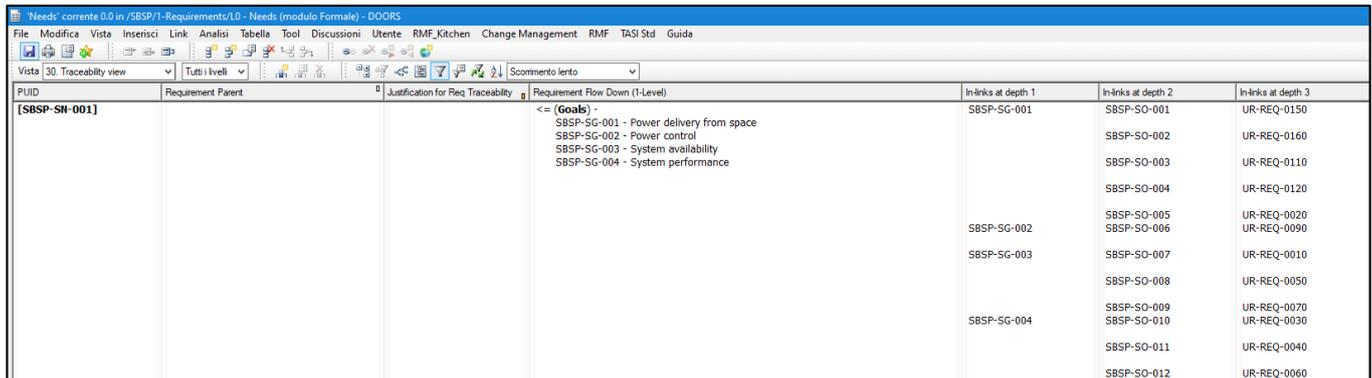 'Needs' corrente 0.0 in /SBSP/1-Requirements/L0 - Needs (modulo Formale) - DOORS
File Modifica Vista Inserisci Link Analisi Tabella Tool Discussioni Utente RMF_Kitchen Change Management RMF TASI Std Guida
Vista 30. Traceability view Tutti i livelli Scorrimento lento
PUID Requirement Parent Justification for Req Traceability Requirement Flow Down (1-Level) In-links at depth 1 In-links at depth 2 In-links at depth 3
[SBSP-SN-001] <= (Goals) - SBSP-SG-001 SBSP-SO-001 UR-REQ-0150
SBSP-SG-001 - Power delivery from space
SBSP-SG-002 - Power control SBSP-SO-002 UR-REQ-0160
SBSP-SG-003 - System availability
SBSP-SG-004 - System performance SBSP-SO-003 UR-REQ-0110
SBSP-SO-004 UR-REQ-0120
SBSP-SO-005 UR-REQ-0020
SBSP-SG-002 SBSP-SO-006 UR-REQ-0090
SBSP-SG-003 SBSP-SO-007 UR-REQ-0010
SBSP-SO-008 UR-REQ-0050
SBSP-SO-009 UR-REQ-0070
SBSP-SG-004 SBSP-SO-010 UR-REQ-0030
SBSP-SO-011 UR-REQ-0040
SBSP-SO-012 UR-REQ-0060